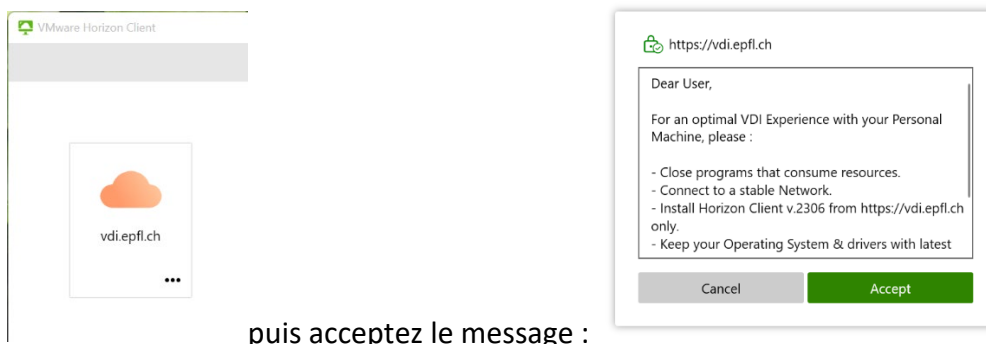 VMware Horizon Client
vdi.epfl.ch
puis acceptez le message :
https://vdi.epfl.ch
Dear User,
For an optimal VDI Experience with your Personal
Machine, please :
- Close programs that consume resources.
- Connect to a stable Network.
- Install Horizon Client v.2306 from https://vdi.epfl.ch
only.
- Keep your Operating System & drivers with latest
Cancel
Accept